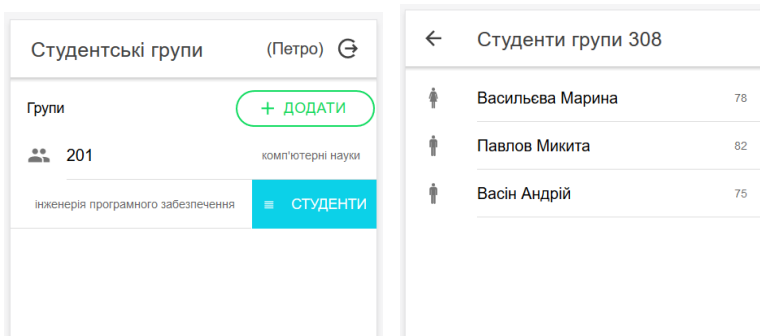 Студентські групи (Петро)
Групи + ДОДАТИ
201 комп'ютерні науки
інженерія програмного забезпечення СТУДЕНТИ
Студенти групи 308
Васильєва Марина 78
Павлов Микита 82
Васін Андрій 75